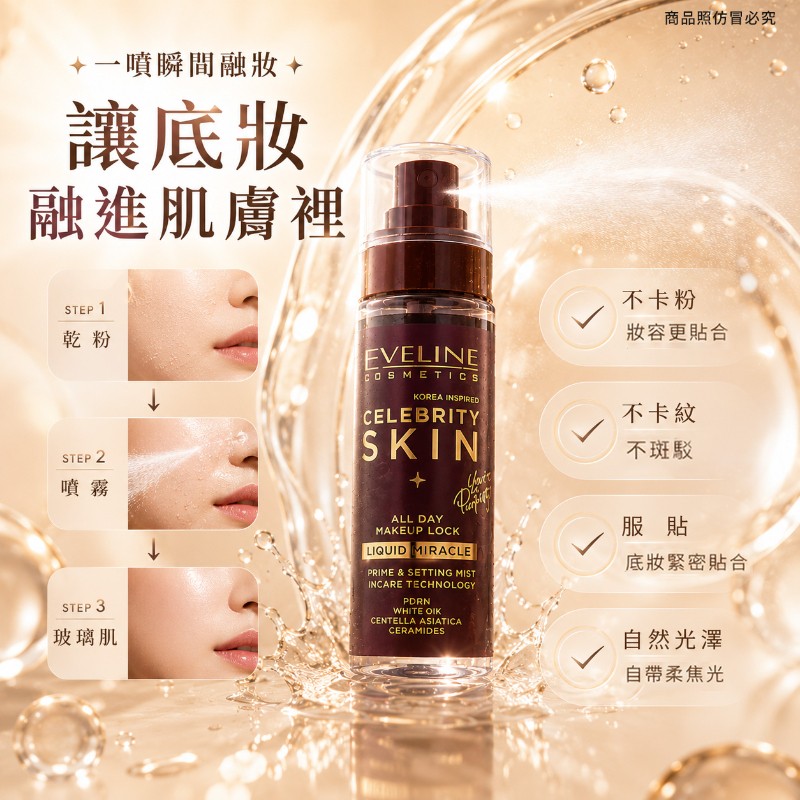 商品照仿冒必究
一噴瞬間融妝
讓底妝
融進肌膚裡
STEP 1
乾粉
STEP 2
噴霧
STEP 3
玻璃肌
EVELINE
COSMETICS
KOREA INSPIRED
CELEBRITY
SKIN
ALL DAY
MAKEUP LOCK
LIQUID MIRACLE
PRIME & SETTING MIST
INCARE TECHNOLOGY
PDRN
WHITE OIK
CENTELLA ASIATICA
CERAMIDES
不卡粉
妝容更貼合
不卡紋
不斑駁
服貼
底妝緊密貼合
自然光澤
自帶柔焦光